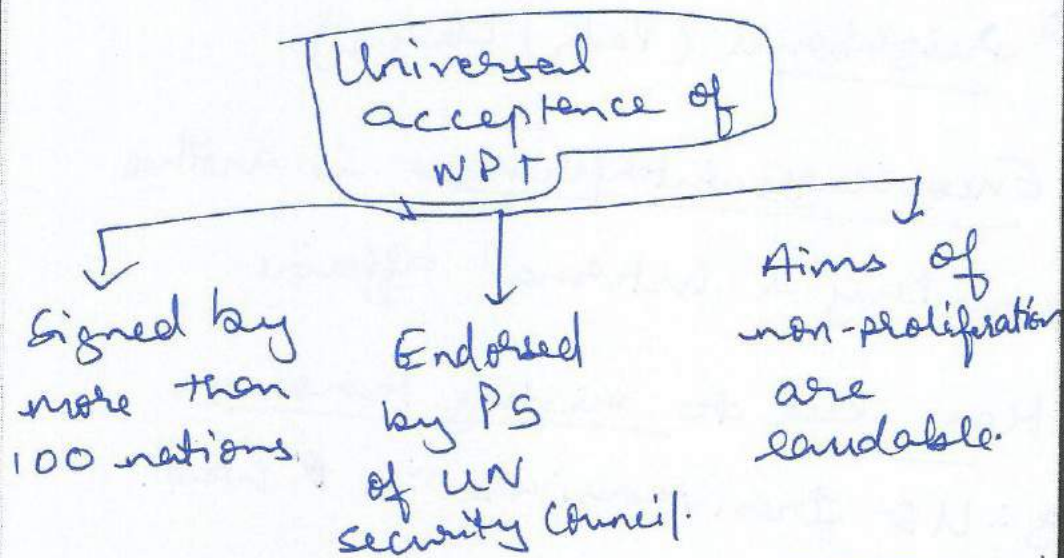 Universal
acceptence of
NPT
Signed by
more than
100 nations.
Endorsed
by P5
of UN
security Council.
Aims of
non-proliferation
are
laudable.